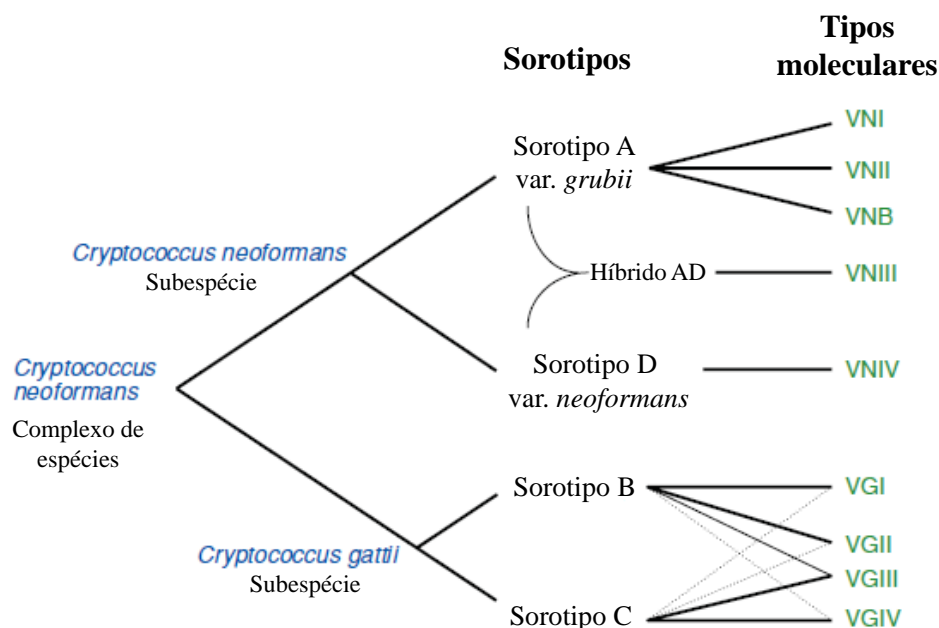 Sorotipos
Tipos
moleculares
Sorotipo A
var. grubii
VNI
VNII
VNB
Cryptococcus neoformans
Subespécie
Híbrido AD
VNIII
Cryptococcus
neoformans
Complexo de
espécies
Sorotipo D
var. neoformans
VNIV
Sorotipo B
VGI
VGII
Cryptococcus gattii
Subespécie
VGIII
Sorotipo C
VGIV